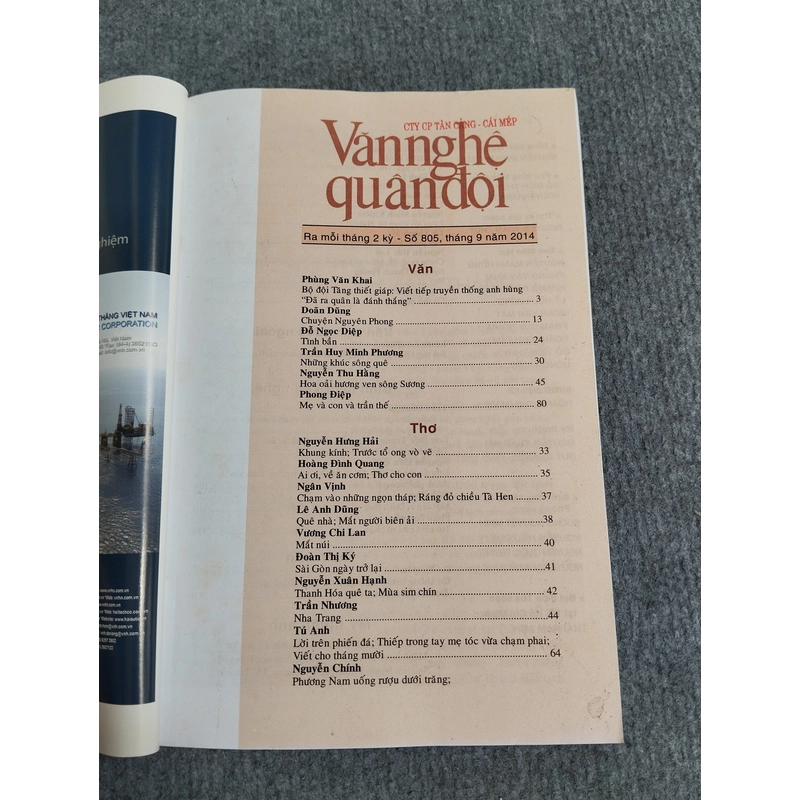 CTY CP TÂN CẢNG - CÁI MÉP
Văn nghệ
quân đội
Ra mỗi tháng 2 kỳ - Số 805, tháng 9 năm 2014
Văn
Phùng Văn Khai
Bộ đội Tăng thiết giáp: Viết tiếp truyền thống anh hùng
"Đã ra quân là đánh thắng" 3
Doãn Dũng
Chuyện Nguyên Phong 13
Đỗ Ngọc Diệp
Tình bần 24
Trần Huy Minh Phương
Những khúc sông quê 30
Nguyễn Thu Hằng
Hoa oải hương ven sông Sương 45
Phong Điệp
Mẹ và con và trần thế 80
Thơ
Nguyễn Hưng Hải
Khung kính; Trước tổ ong vò vẽ 33
Hoàng Đình Quang
Ai ơi, về ăn cơm; Thơ cho con 35
Ngân Vịnh
Chạm vào những ngọn tháp; Ráng đỏ chiều Tà Hen 37
Lê Anh Dũng
Quê nhà; Mắt người biên ải 38
Vương Chi Lan
Mắt núi 40
Đoàn Thị Ký
Sài Gòn ngày trở lại 41
Nguyễn Xuân Hạnh
Thanh Hóa quê ta; Mùa sim chín 42
Trần Nhương
Nha Trang 44
Tú Anh
Lời trên phiến đá; Thiếp trong tay mẹ tóc vừa chạm phai;
Viết cho tháng mười 64
Nguyễn Chính
Phương Nam uống rượu dưới trăng;
ghiệm
THĂNG VIỆT NAM
CORPORATION